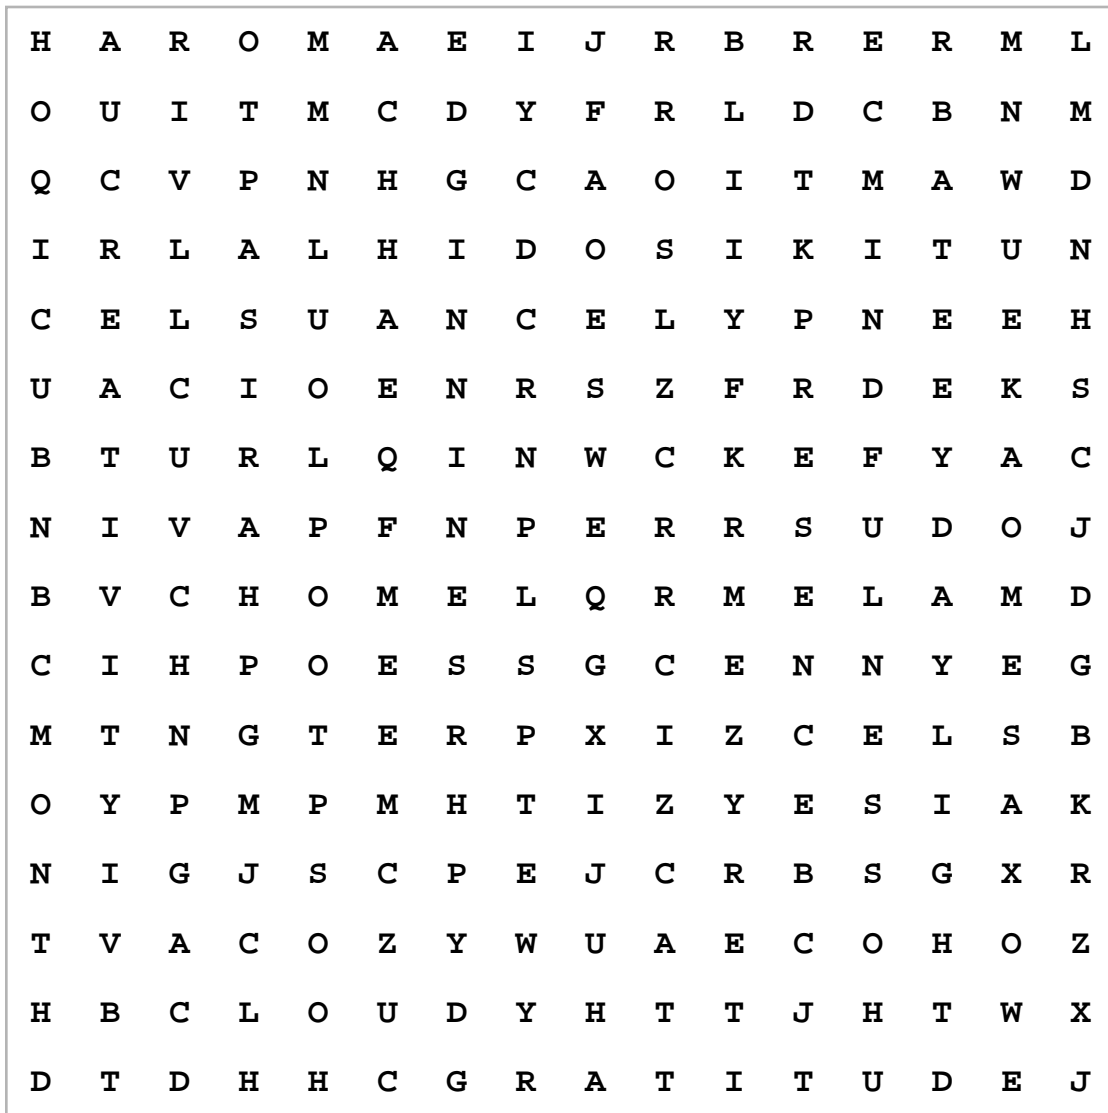 H A R O M A E I J R B R E R M L
O U I T M C D Y F R L D C B N M
Q C V P N H G C A O I T M A W D
I R L A L H I D O S I K I T U N
C E L S U A N C E L Y P N E E H
U A C I O E N R S Z F R D E K S
B T U R L Q I N W C K E F Y A C
N I V A P F N P E R R S U D O J
B V C H O M E L Q R M E L A M D
C I H P O E S S G C E N N Y E G
M T N G T E R P X I Z C E L S B
O Y P M P M H T I Z Y E S I A K
N I G J S C P E J C R B S G X R
T V A C O Z Y W U A E C O H O Z
H B C L O U D Y H T T J H T W X
D T D H H C G R A T I T U D E J